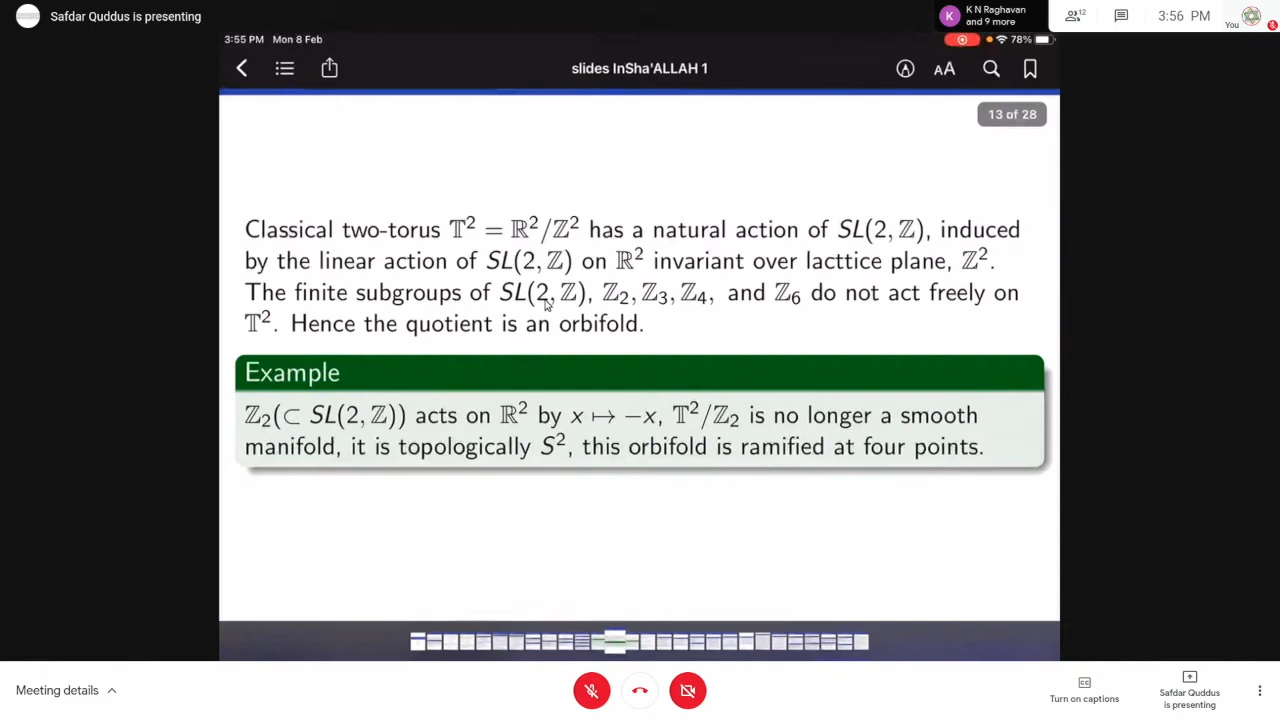 Safdar Quddus is presenting
K N Raghavan
and 9 more
12
3:56 PM
You
3:55 PM Mon 8 Feb
78%
slides InSha'ALLAH 1
AA
13 of 28
Classical two-torus 𝕋² = ℝ²/ℤ² has a natural action of SL(2, ℤ), induced
by the linear action of SL(2, ℤ) on ℝ² invariant over lacttice plane, ℤ².
The finite subgroups of SL(2, ℤ), ℤ₂, ℤ₃, ℤ₄, and ℤ₆ do not act freely on
𝕋². Hence the quotient is an orbifold.
Example
ℤ₂(⊂ SL(2, ℤ)) acts on ℝ² by x ↦ −x, 𝕋²/ℤ₂ is no longer a smooth
manifold, it is topologically S², this orbifold is ramified at four points.
Meeting details
Turn on captions
Safdar Quddus
is presenting